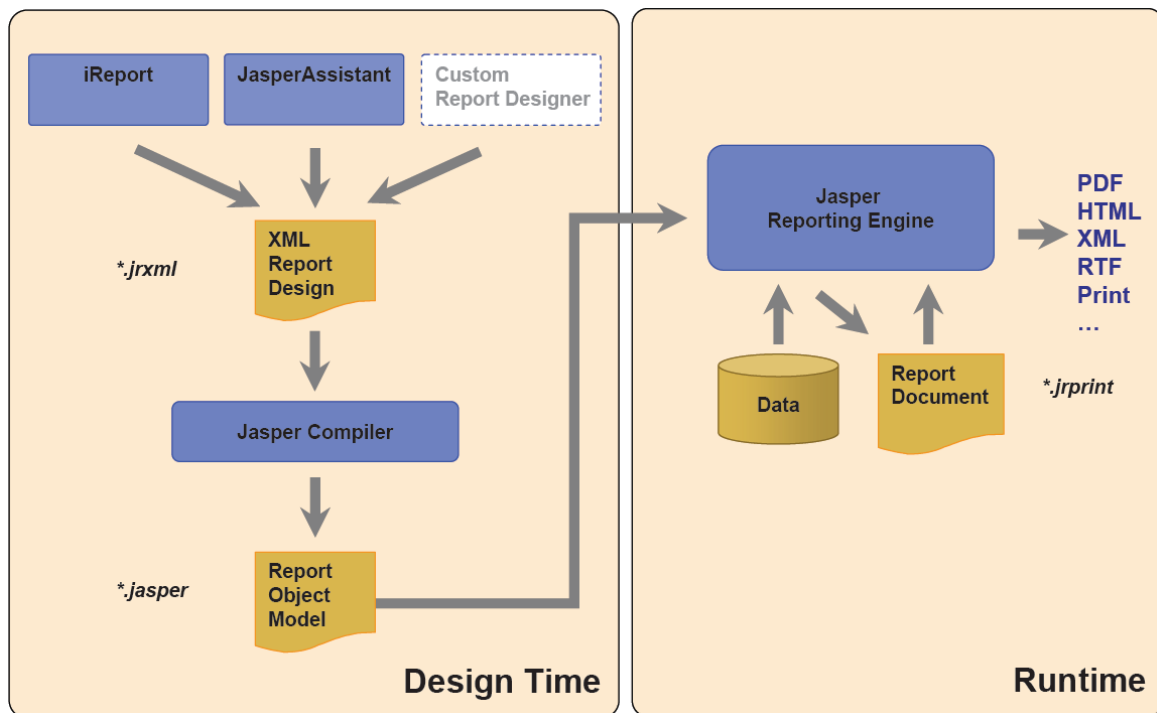 iReport
JasperAssistant
Custom
Report Designer
*.jrxml
XML
Report
Design
Jasper Compiler
*.jasper
Report
Object
Model
Design Time
Jasper
Reporting Engine
PDF
HTML
XML
RTF
Print
...
Data
Report
Document
*.jrprint
Runtime